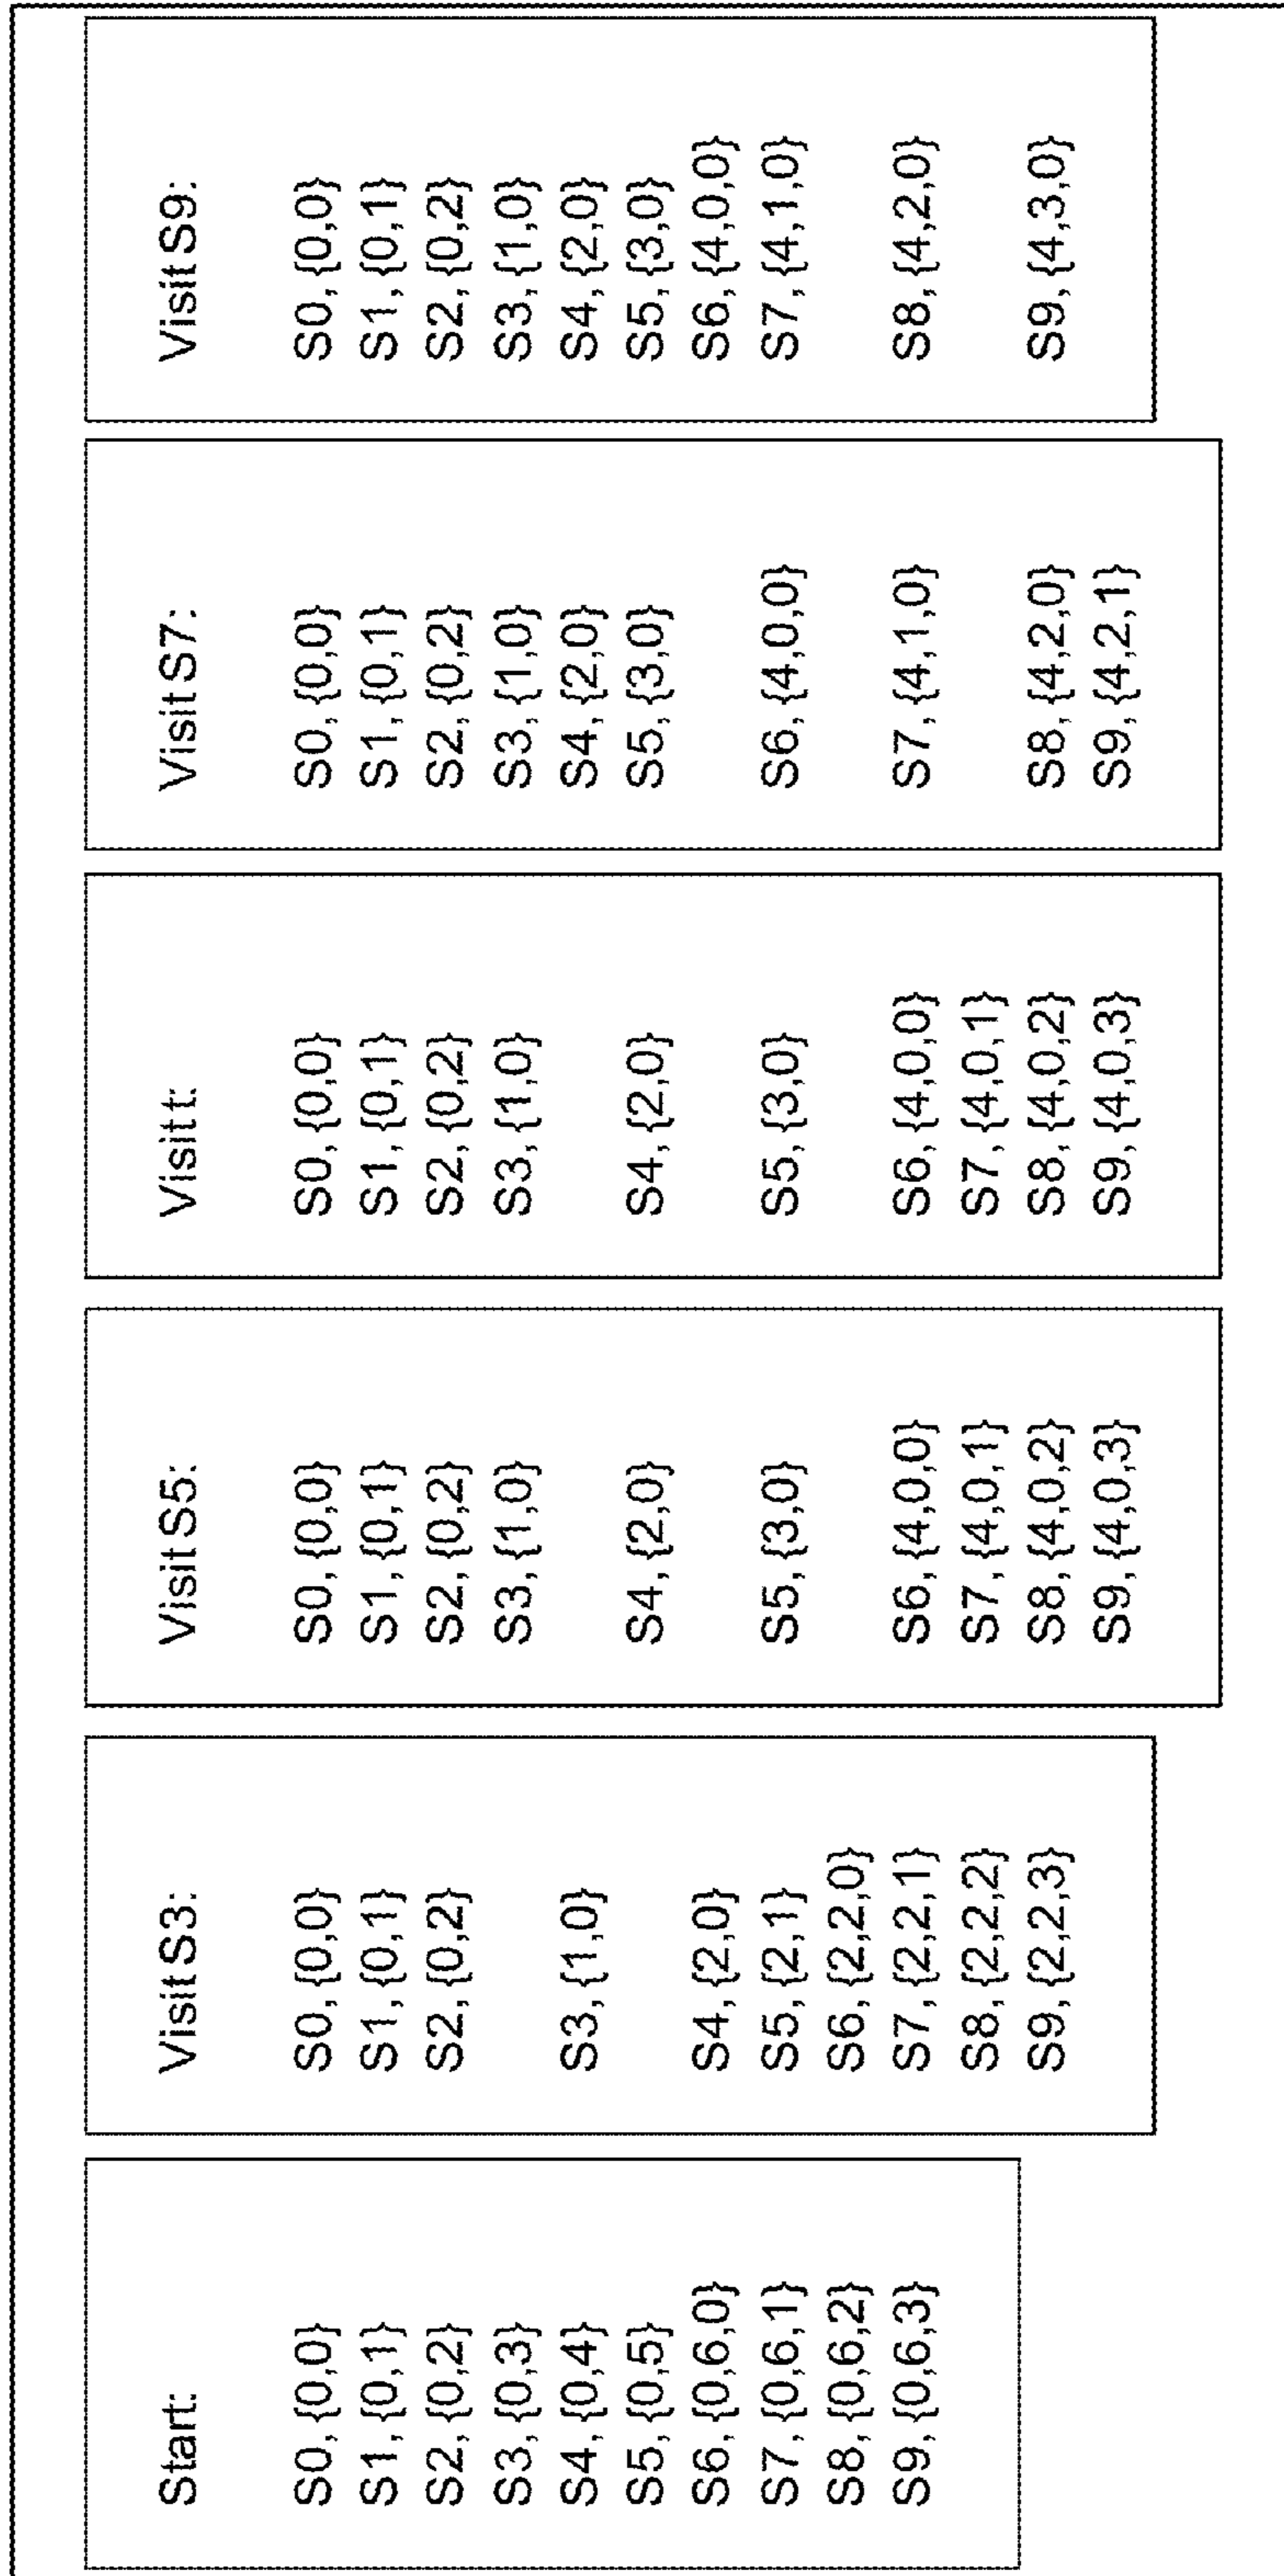 Start:
S0, {0,0}
S1, {0,1}
S2, {0,2}
S3, {0,3}
S4, {0,4}
S5, {0,5}
S6, {0,6,0}
S7, {0,6,1}
S8, {0,6,2}
S9, {0,6,3}
Visit S3:
S0, {0,0}
S1, {0,1}
S2, {0,2}
S3, {1,0}
S4, {2,0}
S5, {2,1}
S6, {2,2,0}
S7, {2,2,1}
S8, {2,2,2}
S9, {2,2,3}
Visit S5:
S0, {0,0}
S1, {0,1}
S2, {0,2}
S3, {1,0}
S4, {2,0}
S5, {3,0}
S6, {4,0,0}
S7, {4,0,1}
S8, {4,0,2}
S9, {4,0,3}
Visit t:
S0, {0,0}
S1, {0,1}
S2, {0,2}
S3, {1,0}
S4, {2,0}
S5, {3,0}
S6, {4,0,0}
S7, {4,0,1}
S8, {4,0,2}
S9, {4,0,3}
Visit S7:
S0, {0,0}
S1, {0,1}
S2, {0,2}
S3, {1,0}
S4, {2,0}
S5, {3,0}
S6, {4,0,0}
S7, {4,1,0}
S8, {4,2,0}
S9, {4,2,1}
Visit S9:
S0, {0,0}
S1, {0,1}
S2, {0,2}
S3, {1,0}
S4, {2,0}
S5, {3,0}
S6, {4,0,0}
S7, {4,1,0}
S8, {4,2,0}
S9, {4,3,0}